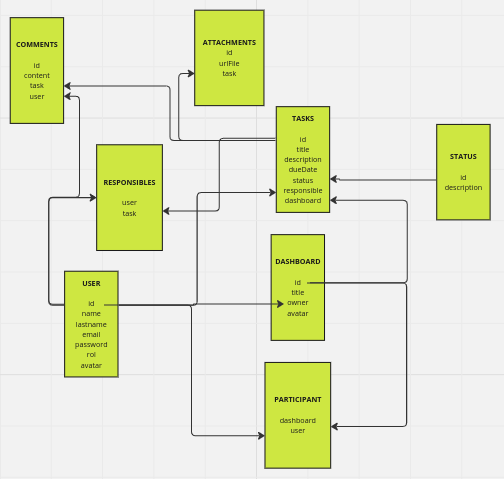 COMMENTS
id
content
task
user
ATTACHMENTS
id
urlFile
task
TASKS
id
title
description
dueDate
status
responsible
dashboard
STATUS
id
description
RESPONSIBLES
user
task
DASHBOARD
id
title
owner
avatar
USER
id
name
lastname
email
password
rol
avatar
PARTICIPANT
dashboard
user